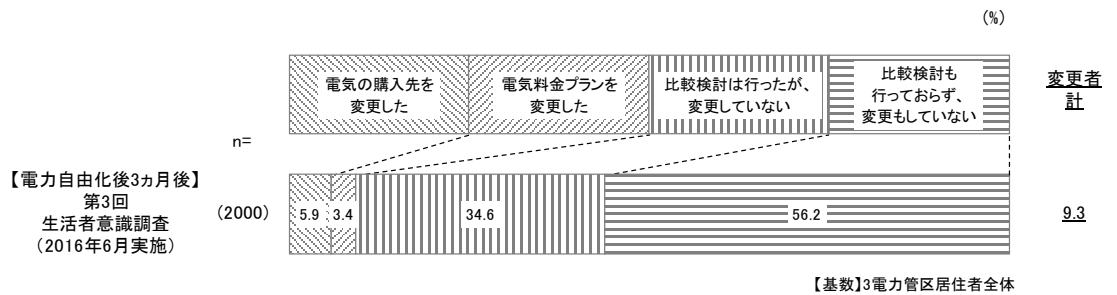 (%)
電気の購入先を
変更した
電気料金プランを
変更した
比較検討は行ったが、
変更していない
比較検討も
行っておらず、
変更もしていない
変更者
計
n=
【電力自由化後3ヵ月後】
第3回
生活者意識調査
（2016年6月実施）
(2000)
5.9
3.4
34.6
56.2
9.3
【基数】3電力管区居住者全体